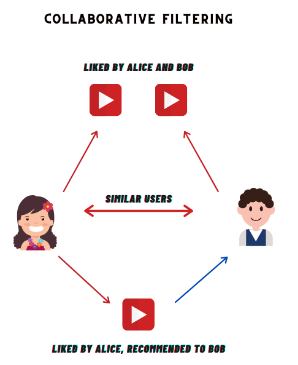 COLLABORATIVE FILTERING
LIKED BY ALICE AND BOB
SIMILAR USERS
LIKED BY ALICE, RECOMMENDED TO BOB